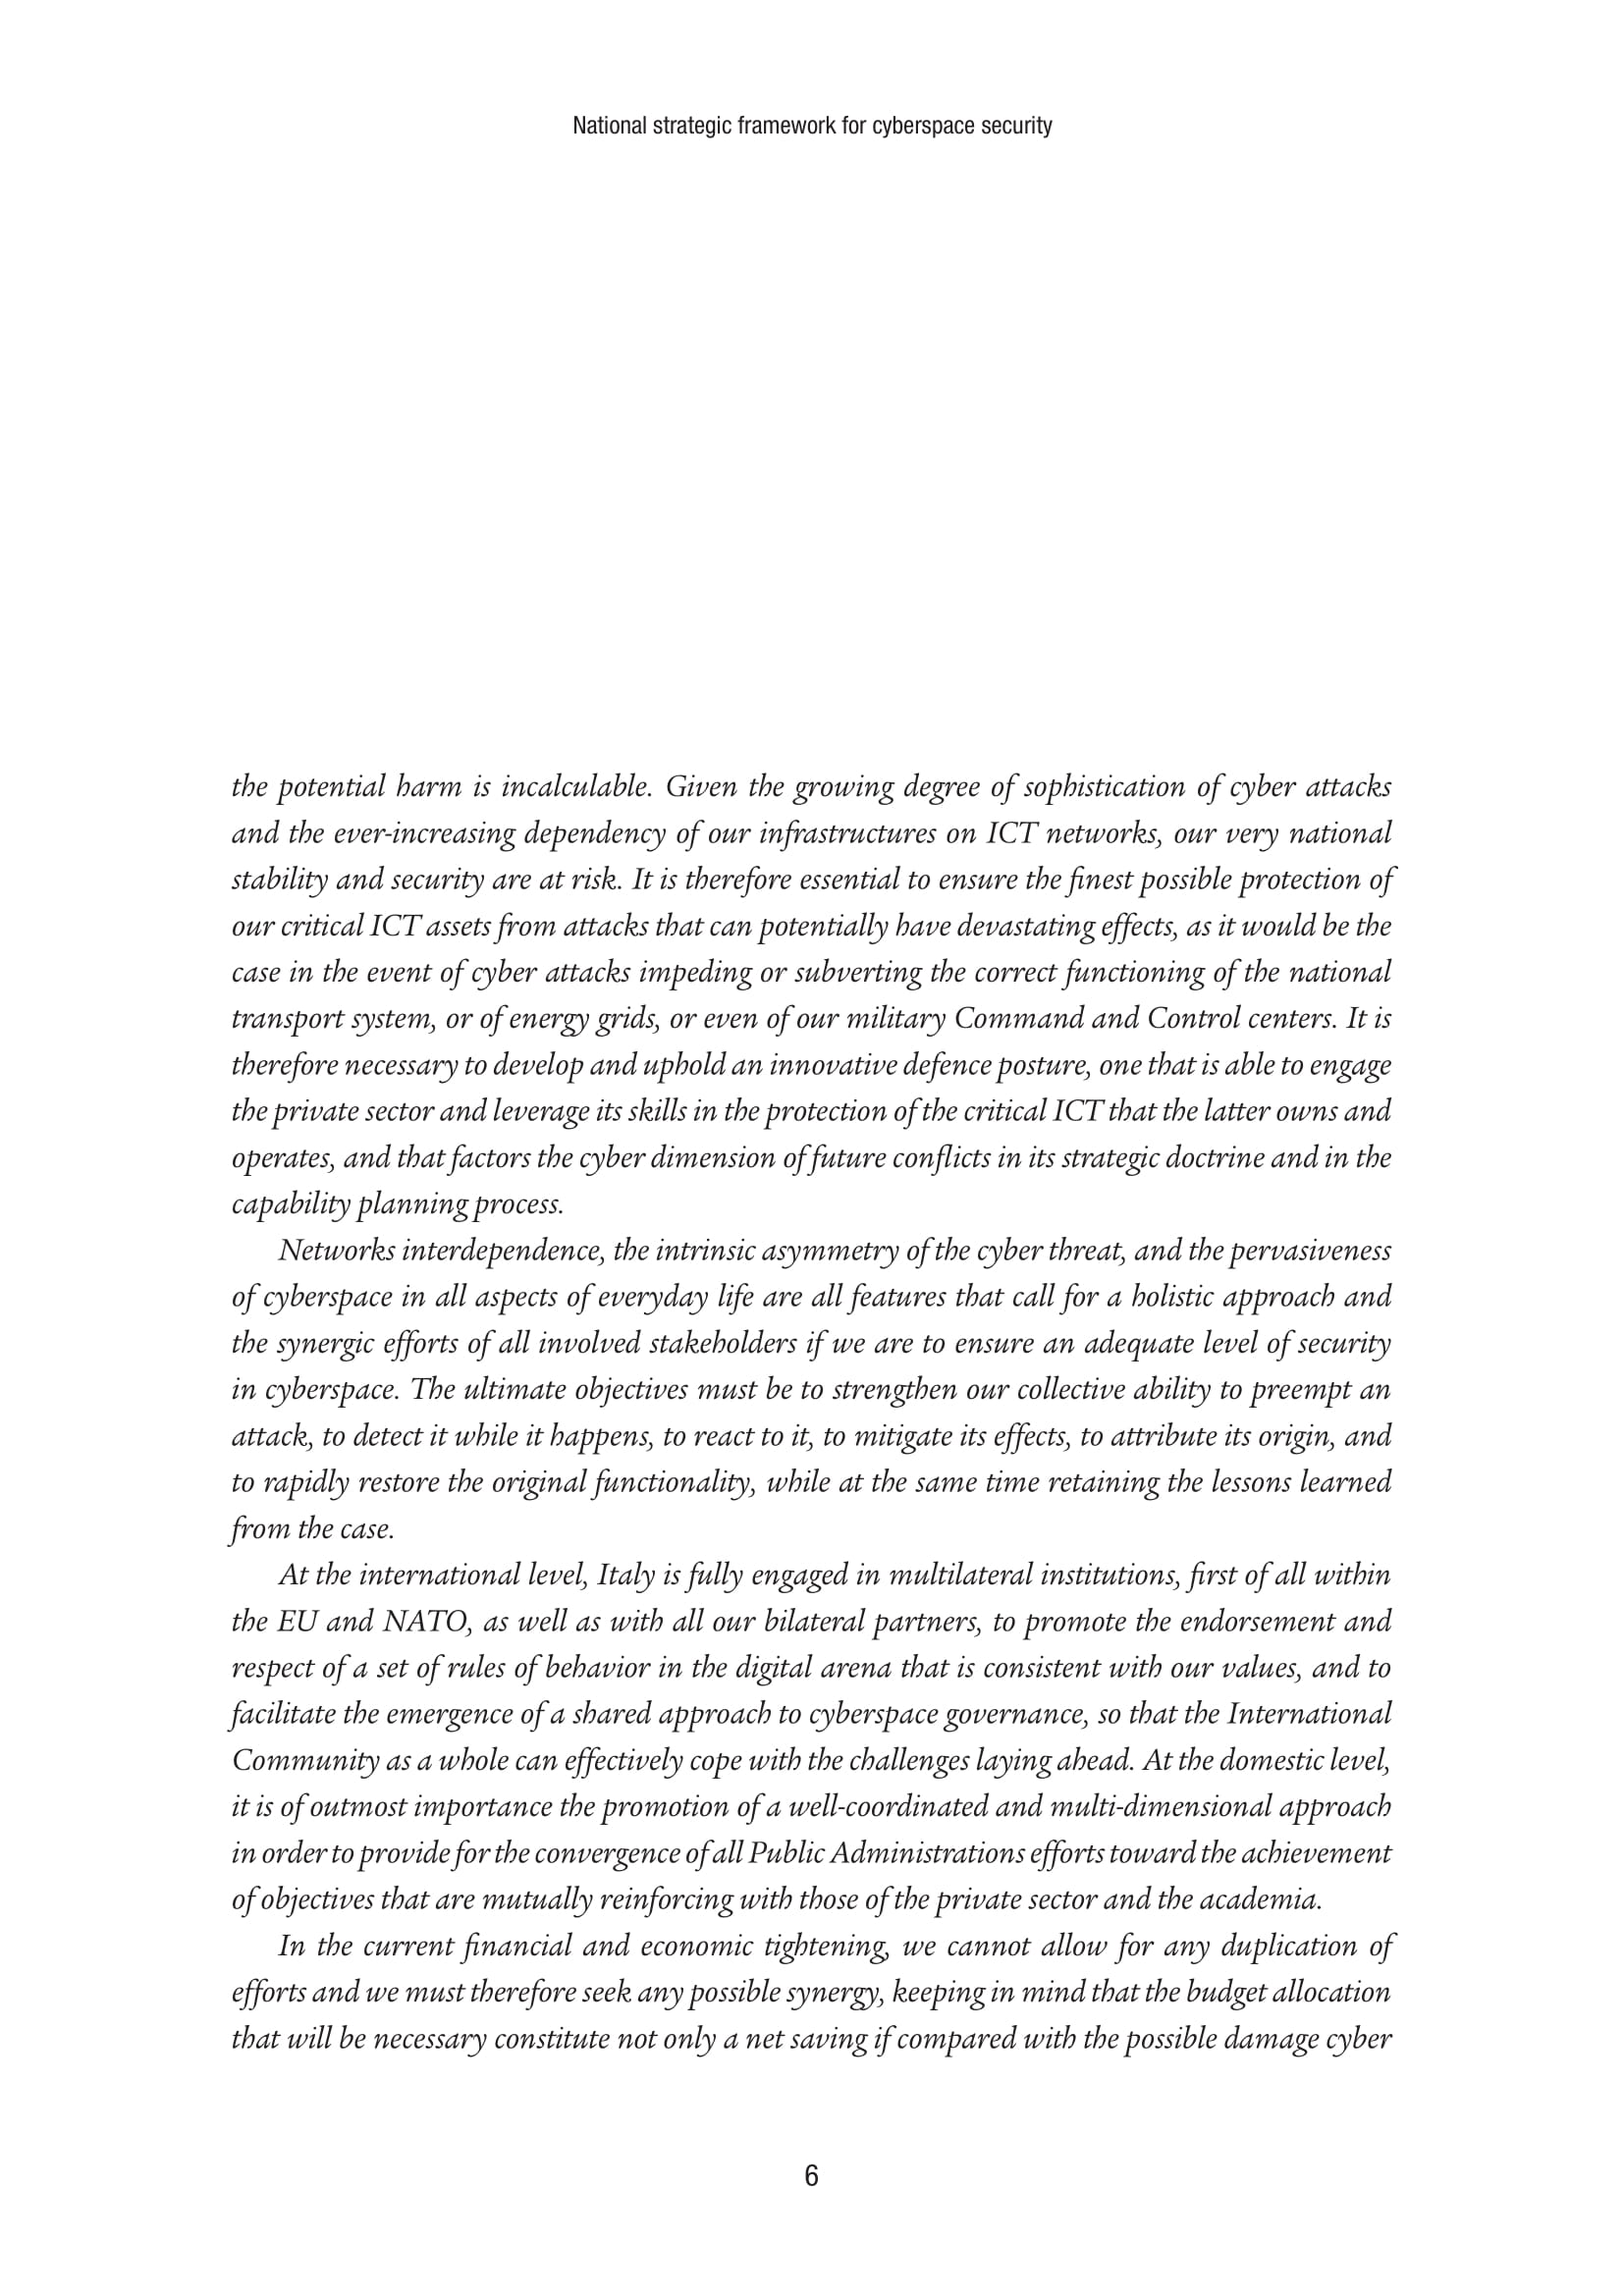 National strategic framework for cyberspace security
the potential harm is incalculable. Given the growing degree of sophistication of cyber attacks
and the ever-increasing dependency of our infrastructures on ICT networks, our very national
stability and security are at risk. It is therefore essential to ensure the finest possible protection of
our critical ICT assets from attacks that can potentially have devastating effects, as it would be the
case in the event of cyber attacks impeding or subverting the correct functioning of the national
transport system, or of energy grids, or even of our military Command and Control centers. It is
therefore necessary to develop and uphold an innovative defence posture, one that is able to engage
the private sector and leverage its skills in the protection of the critical ICT that the latter owns and
operates, and that factors the cyber dimension of future conflicts in its strategic doctrine and in the
capability planning process.
Networks interdependence, the intrinsic asymmetry of the cyber threat, and the pervasiveness
of cyberspace in all aspects of everyday life are all features that call for a holistic approach and
the synergic efforts of all involved stakeholders if we are to ensure an adequate level of security
in cyberspace. The ultimate objectives must be to strengthen our collective ability to preempt an
attack, to detect it while it happens, to react to it, to mitigate its effects, to attribute its origin, and
to rapidly restore the original functionality, while at the same time retaining the lessons learned
from the case.
At the international level, Italy is fully engaged in multilateral institutions, first of all within
the EU and NATO, as well as with all our bilateral partners, to promote the endorsement and
respect of a set of rules of behavior in the digital arena that is consistent with our values, and to
facilitate the emergence of a shared approach to cyberspace governance, so that the International
Community as a whole can effectively cope with the challenges laying ahead. At the domestic level,
it is of outmost importance the promotion of a well-coordinated and multi-dimensional approach
in order to provide for the convergence of all Public Administrations efforts toward the achievement
of objectives that are mutually reinforcing with those of the private sector and the academia.
In the current financial and economic tightening, we cannot allow for any duplication of
efforts and we must therefore seek any possible synergy, keeping in mind that the budget allocation
that will be necessary constitute not only a net saving if compared with the possible damage cyber
6